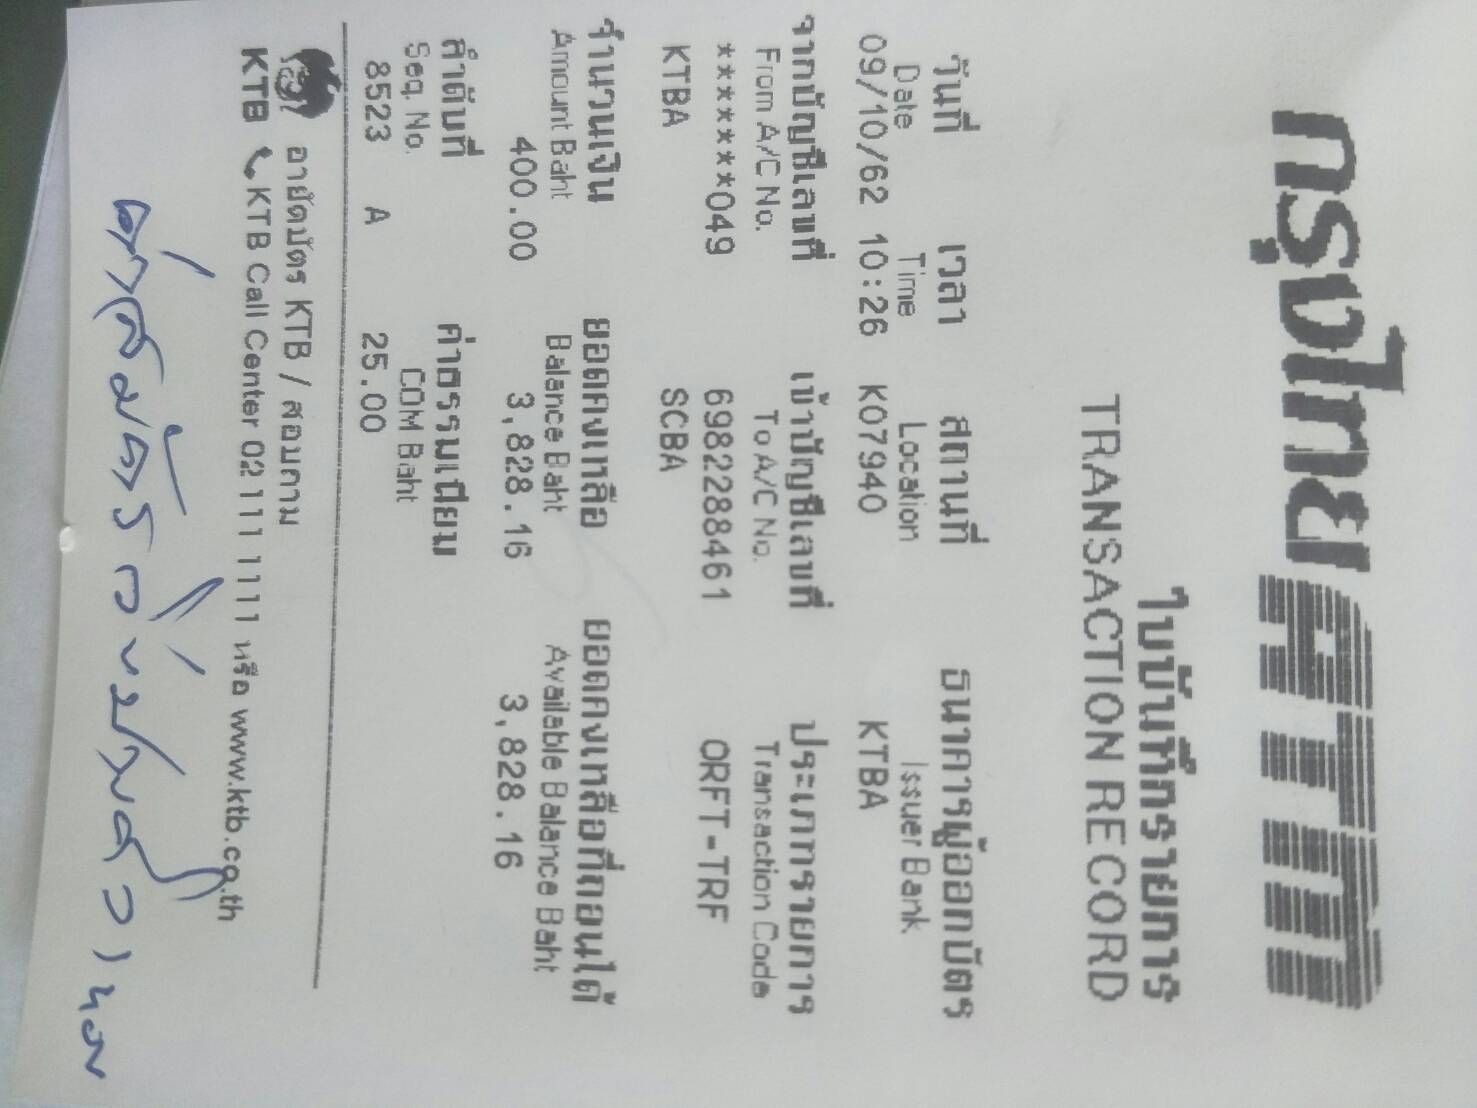 กรุงไทย ATM
ใบบันทึกรายการ
TRANSACTION RECORD
วันที่ เวลา สถานที่ ธนาคารผู้ออกบัตร
Date Time Location Issuer Bank
09/10/62 10:26 K07940 KTBA
จากบัญชีเลขที่ เข้าบัญชีเลขที่ ประเภทรายการ
From A/C No. To A/C No. Transaction Code
*******049 6982288461 ORFT-TRF
KTBA SCBA
จำนวนเงิน ยอดคงเหลือ ยอดคงเหลือที่ถอนได้
Amount Baht Balance Baht Available Balance Baht
400.00 3,828.16 3,828.16
ลำดับที่ ค่าธรรมเนียม
Seq. No. COM Baht
8523 A 25.00
อายัดบัตร KTB / สอบถาม
KTB KTB Call Center 02 111 1111 หรือ www.ktb.co.th
ค่าสมัคร